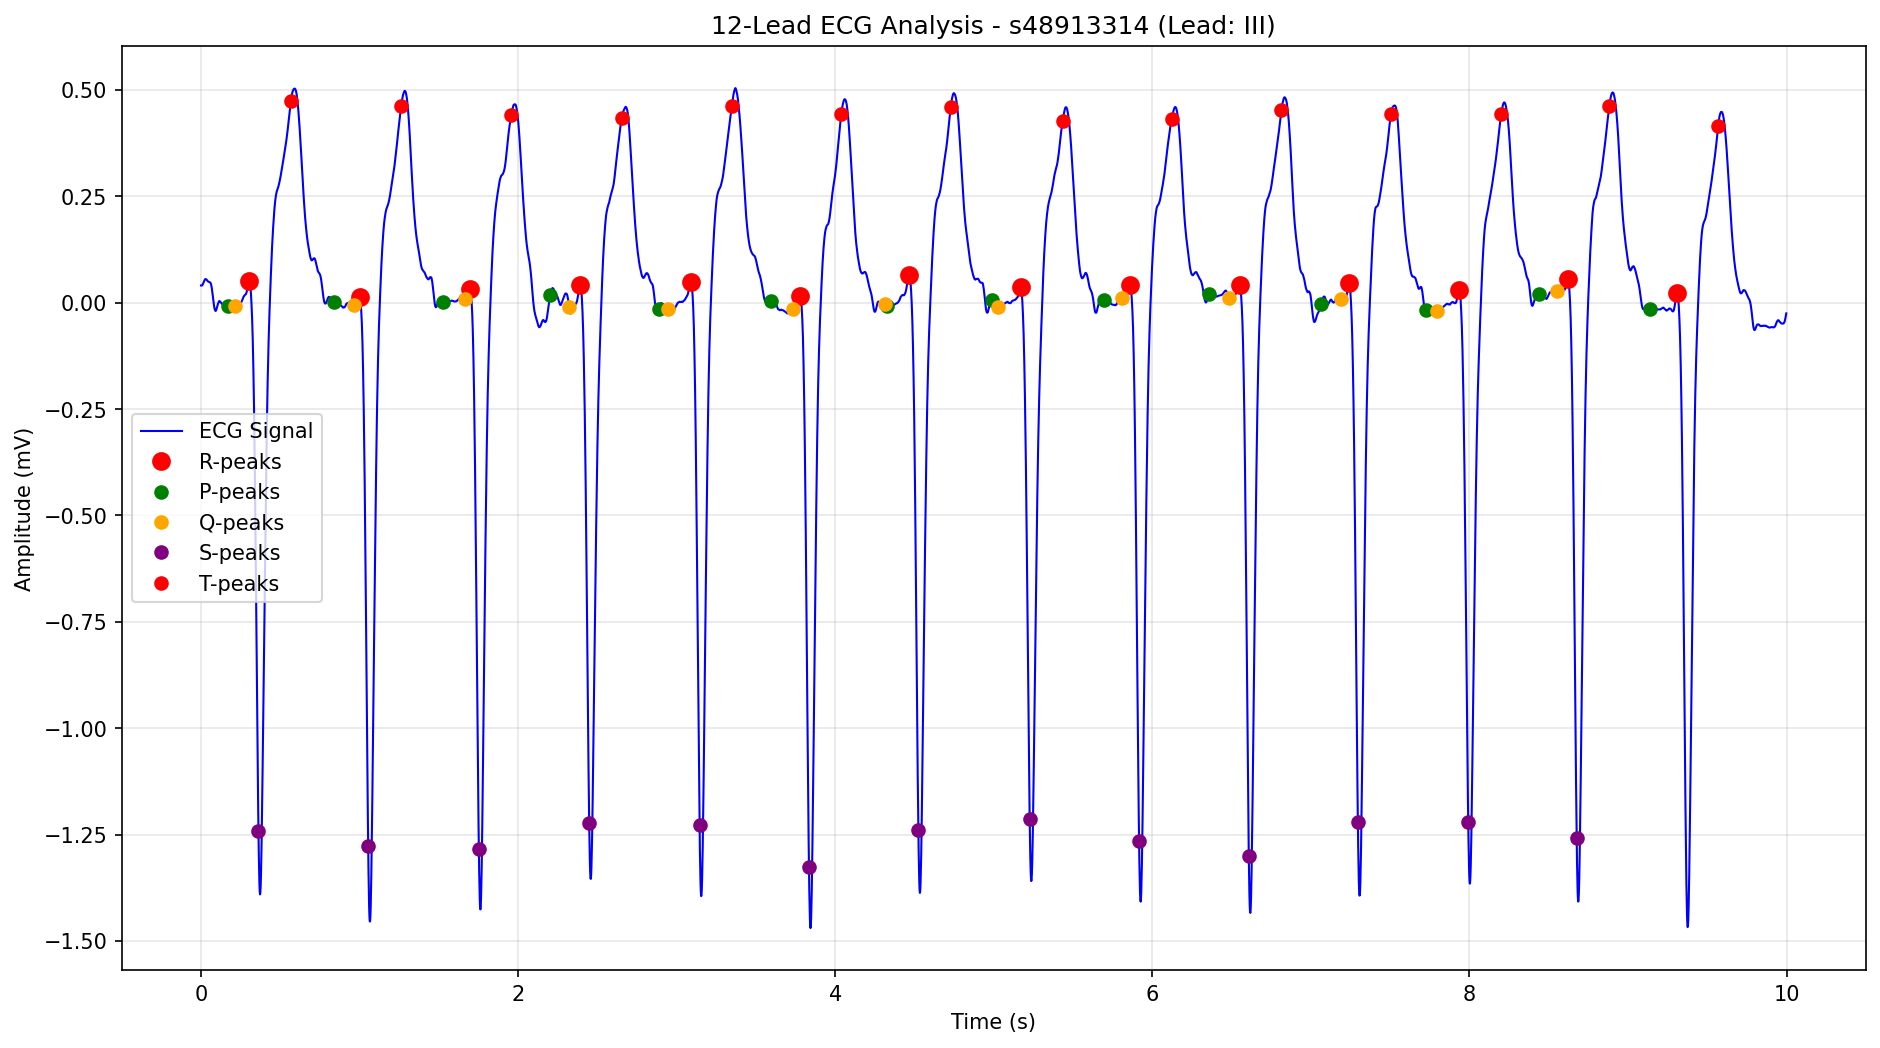 12-Lead ECG Analysis - s48913314 (Lead: III)
Amplitude (mV)
0.50
0.25
0.00
−0.25
−0.50
−0.75
−1.00
−1.25
−1.50
ECG Signal
R-peaks
P-peaks
Q-peaks
S-peaks
T-peaks
0 2 4 6 8 10
Time (s)